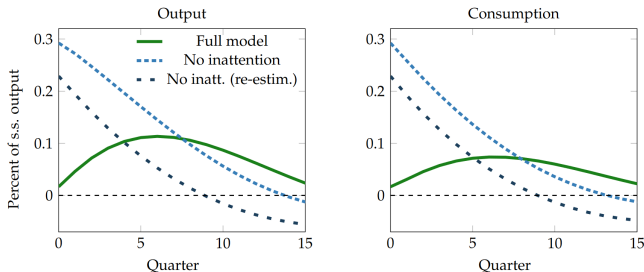 Output
Percent of s.s. output
0.3
0.2
0.1
0
0
5
10
15
Quarter
Full model
No inattention
No inatt. (re-estim.)
Consumption
0.3
0.2
0.1
0
0
5
10
15
Quarter